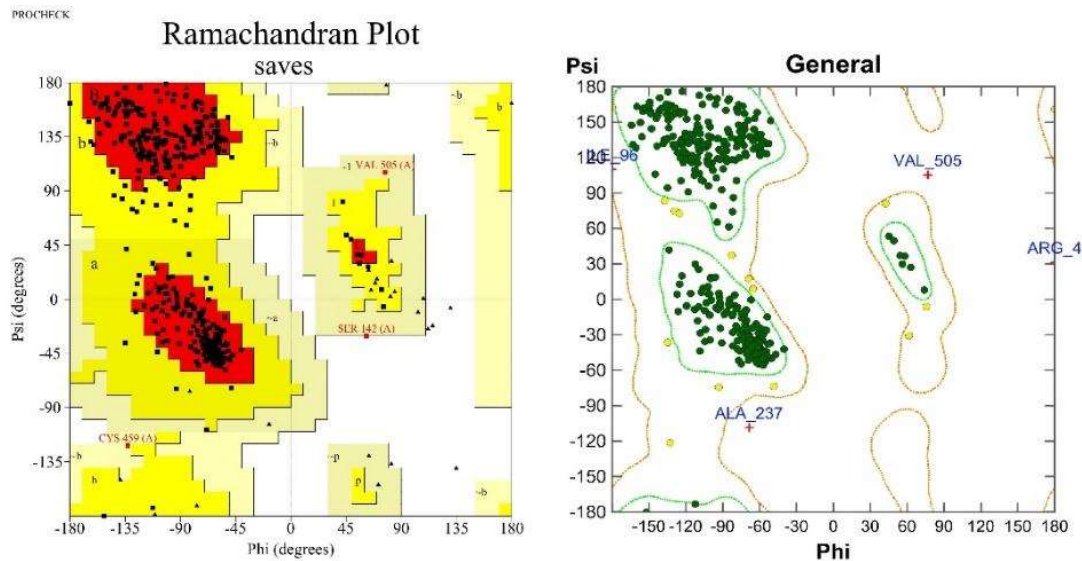 PROCHECK
Ramachandran Plot
saves
180
135
90
45
0
-45
-90
-135
-180
Psi (degrees)
B
b
a
b
b
~b
~a
~b
~b
b
~l
VAL 505 (A)
l
SER 142 (A)
CYS 459 (A)
~p
p
~b
-180
-135
-90
-45
0
45
90
135
180
Phi (degrees)
Psi
General
180
150
120
90
60
30
0
-30
-60
-90
-120
-150
-180
ILE_96
VAL_505
ARG_4
ALA_237
-150
-120
-90
-60
-30
0
30
60
90
120
150
180
Phi